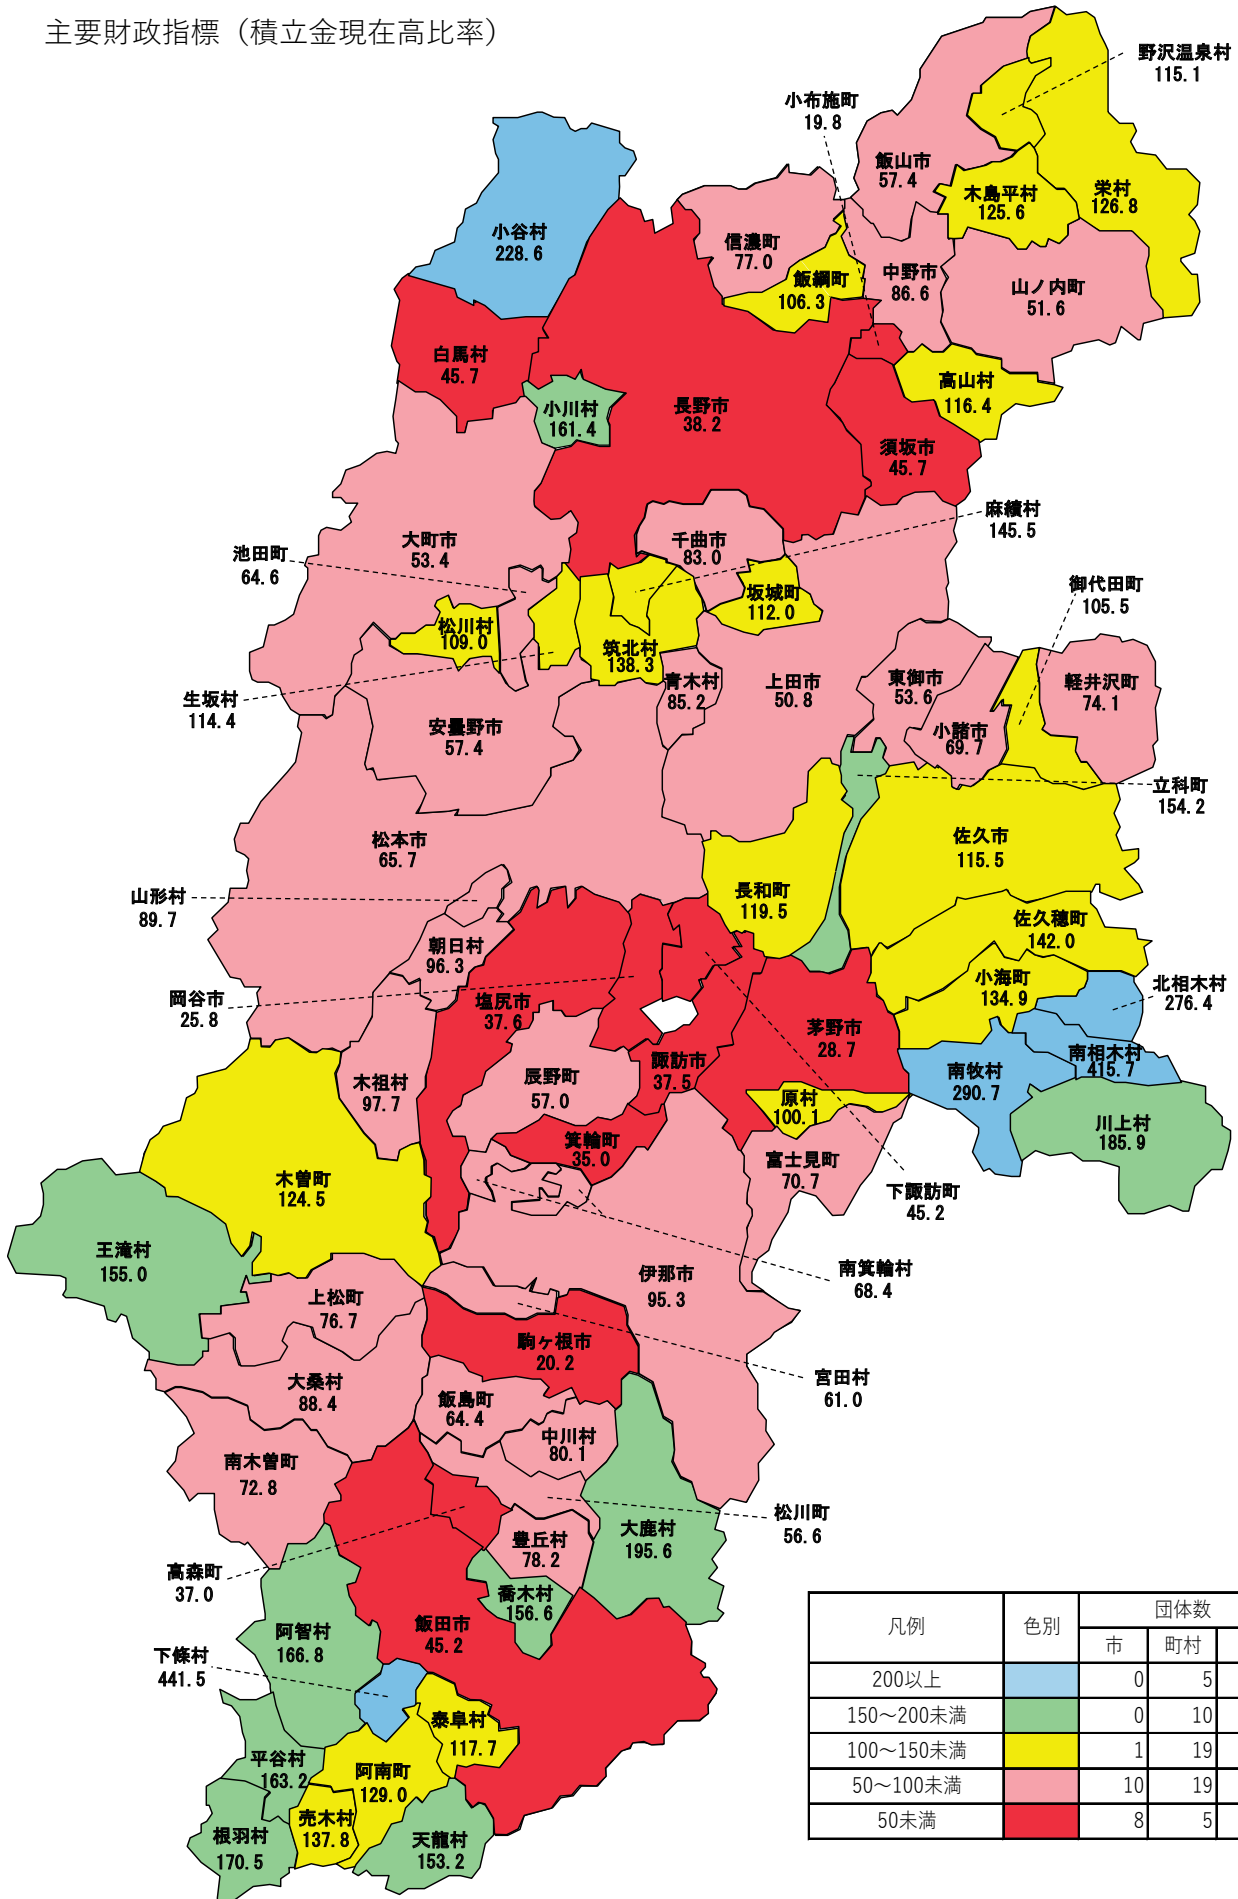 主要財政指標（積立金現在高比率）
野沢温泉村
115.1
小布施町
19.8
飯山市
57.4
木島平村
125.6
栄村
126.8
小谷村
228.6
信濃町
77.0
飯綱町
106.3
中野市
86.6
山ノ内町
51.6
白馬村
45.7
小川村
161.4
長野市
38.2
高山村
116.4
須坂市
45.7
麻績村
145.5
大町市
53.4
池田町
64.6
千曲市
83.0
坂城町
112.0
御代田町
105.5
松川村
109.0
筑北村
138.3
生坂村
114.4
青木村
85.2
上田市
50.8
東御市
53.6
小諸市
69.7
軽井沢町
74.1
安曇野市
57.4
立科町
154.2
松本市
65.7
佐久市
115.5
山形村
89.7
長和町
119.5
朝日村
96.3
佐久穂町
142.0
小海町
134.9
北相木村
276.4
岡谷市
25.8
塩尻市
37.6
茅野市
28.7
南相木村
415.7
南牧村
290.7
諏訪市
37.5
辰野町
57.0
木祖村
97.7
原村
100.1
川上村
185.9
箕輪町
35.0
富士見町
70.7
下諏訪町
45.2
木曽町
124.5
王滝村
155.0
南箕輪村
68.4
伊那市
95.3
上松町
76.7
駒ヶ根市
20.2
宮田村
61.0
大桑村
88.4
飯島町
64.4
中川村
80.1
南木曽町
72.8
松川町
56.6
大鹿村
195.6
豊丘村
78.2
高森町
37.0
喬木村
156.6
飯田市
45.2
阿智村
166.8
下條村
441.5
泰阜村
117.7
平谷村
163.2
阿南町
129.0
売木村
137.8
根羽村
170.5
天龍村
153.2
凡例 色別 団体数
市 町村
200以上 0 5
150～200未満 0 10
100～150未満 1 19
50～100未満 10 19
50未満 8 5